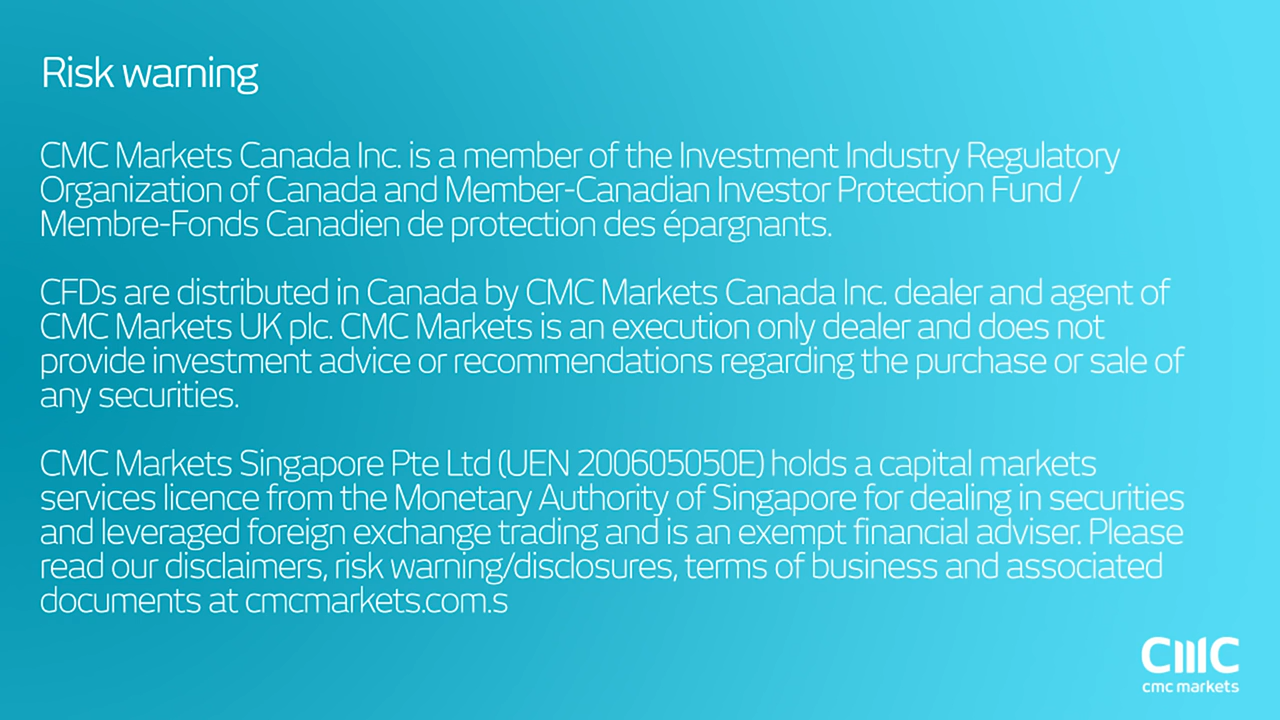 Risk warning
CMC Markets Canada Inc. is a member of the Investment Industry Regulatory
Organization of Canada and Member-Canadian Investor Protection Fund /
Membre-Fonds Canadien de protection des épargnants.
CFDs are distributed in Canada by CMC Markets Canada Inc. dealer and agent of
CMC Markets UK plc. CMC Markets is an execution only dealer and does not
provide investment advice or recommendations regarding the purchase or sale of
any securities.
CMC Markets Singapore Pte Ltd (UEN 200605050E) holds a capital markets
services licence from the Monetary Authority of Singapore for dealing in securities
and leveraged foreign exchange trading and is an exempt financial adviser. Please
read our disclaimers, risk warning/disclosures, terms of business and associated
documents at cmcmarkets.com.s
CMC
cmc markets